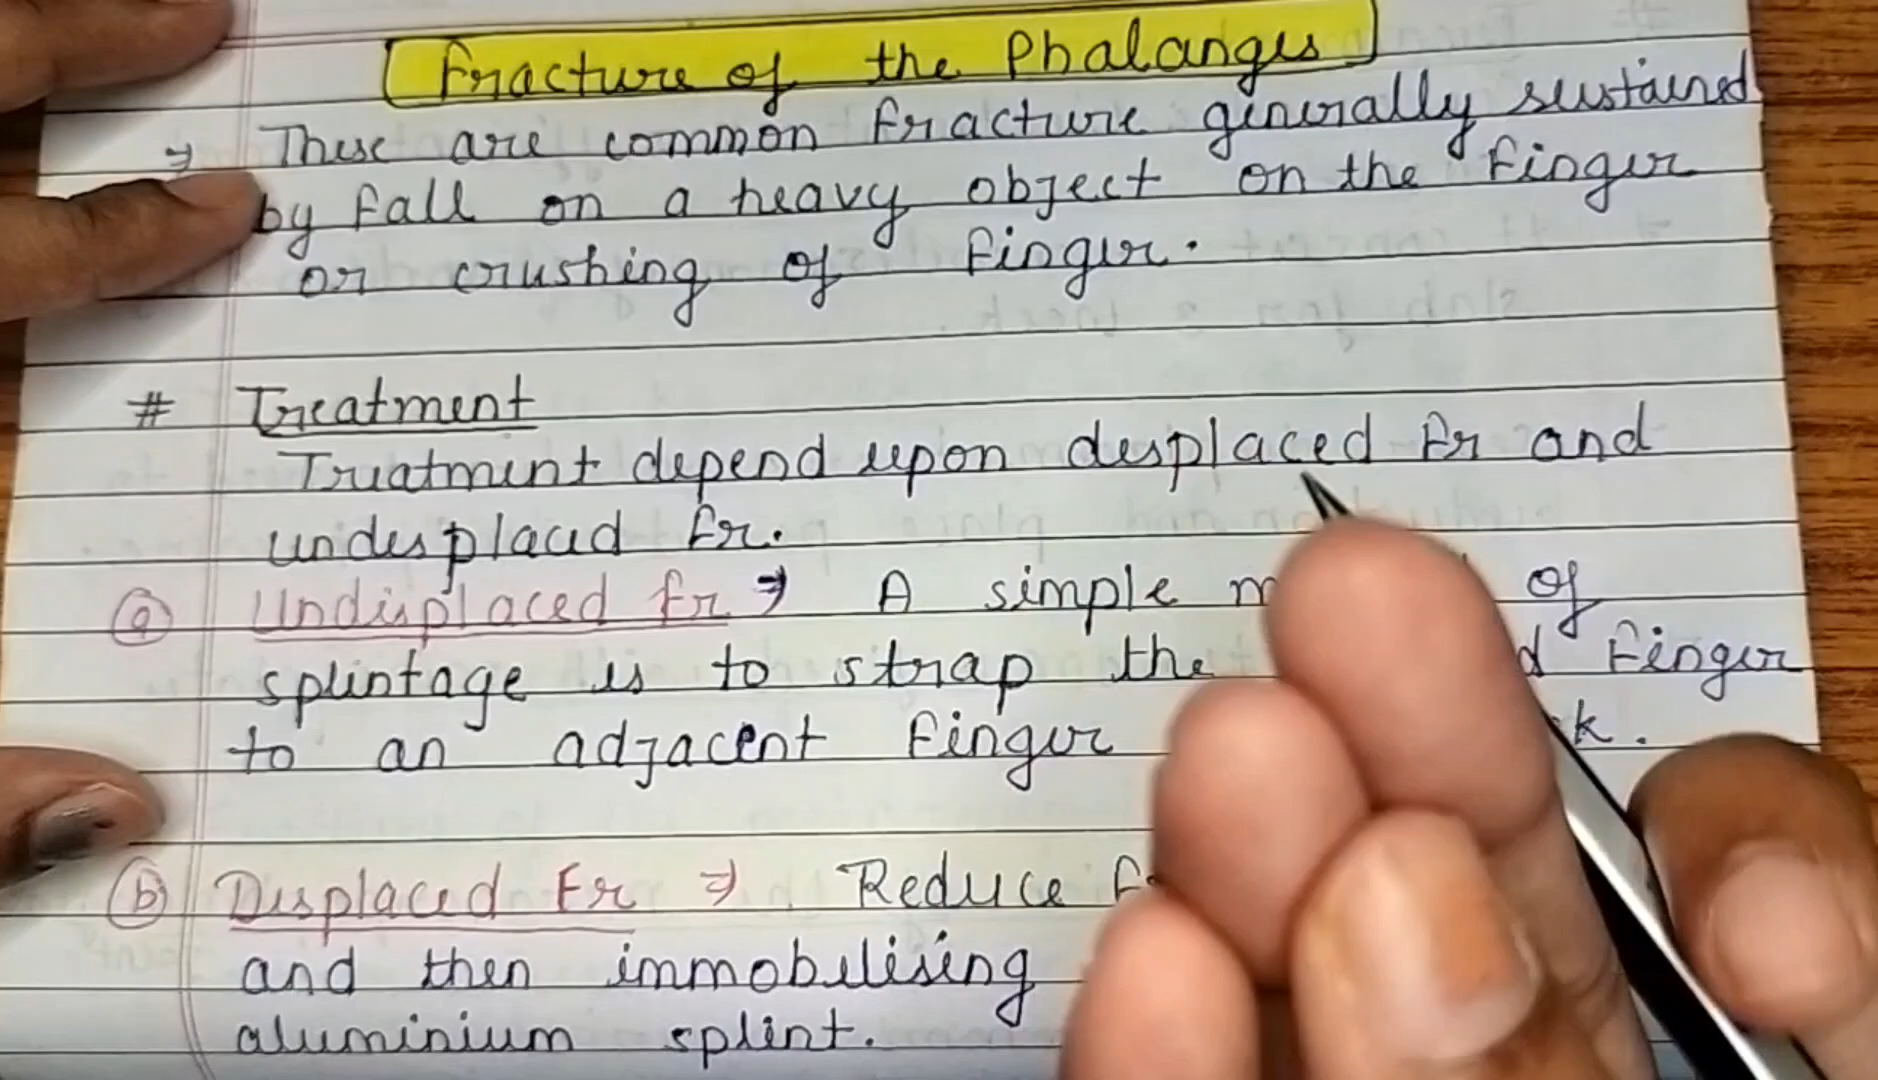 Fracture of the Phalanges
→ These are common fracture generally sustained
by fall on a heavy object on the finger
or crushing of finger.
# Treatment
Treatment depend upon desplaced fr and
undesplaced fr.
(a) Undisplaced fr ⇒ A simple of
splintage is to strap the finger
to an adjacent finger
(b) Displaced Fr ⇒ Reduce
and then immobilising
aluminium splint.